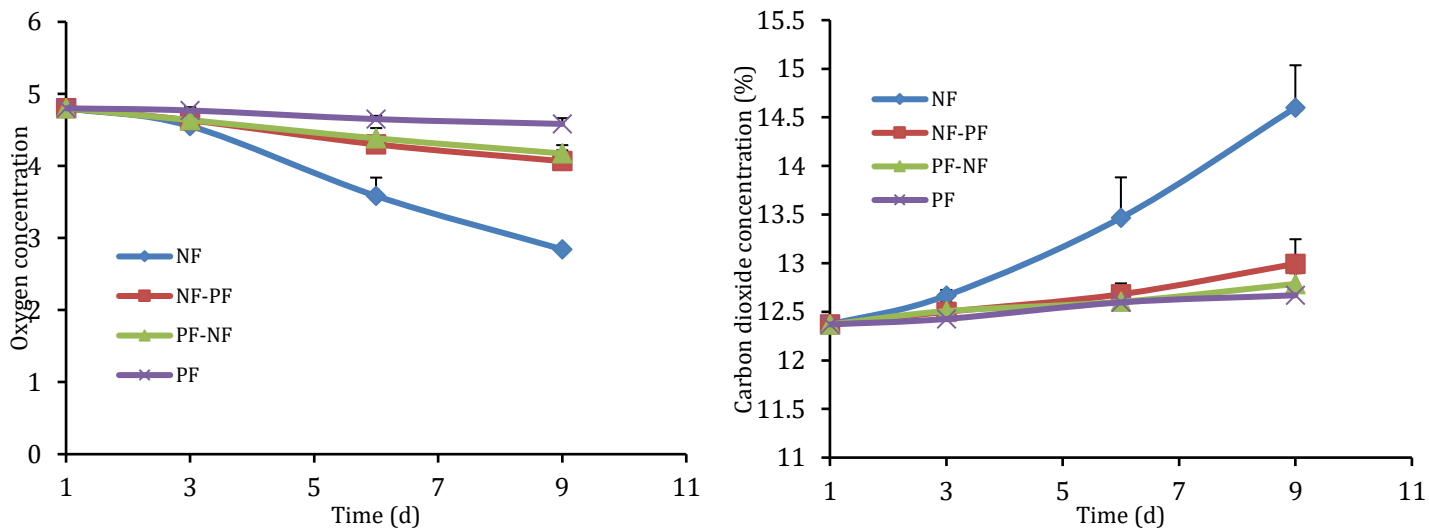 Oxygen concentration
6
5
4
3
2
1
0
NF
NF-PF
PF-NF
PF
1 3 5 7 9 11
Time (d)
Carbon dioxide concentration (%)
15.5
15
14.5
14
13.5
13
12.5
12
11.5
11
NF
NF-PF
PF-NF
PF
1 3 5 7 9 11
Time (d)